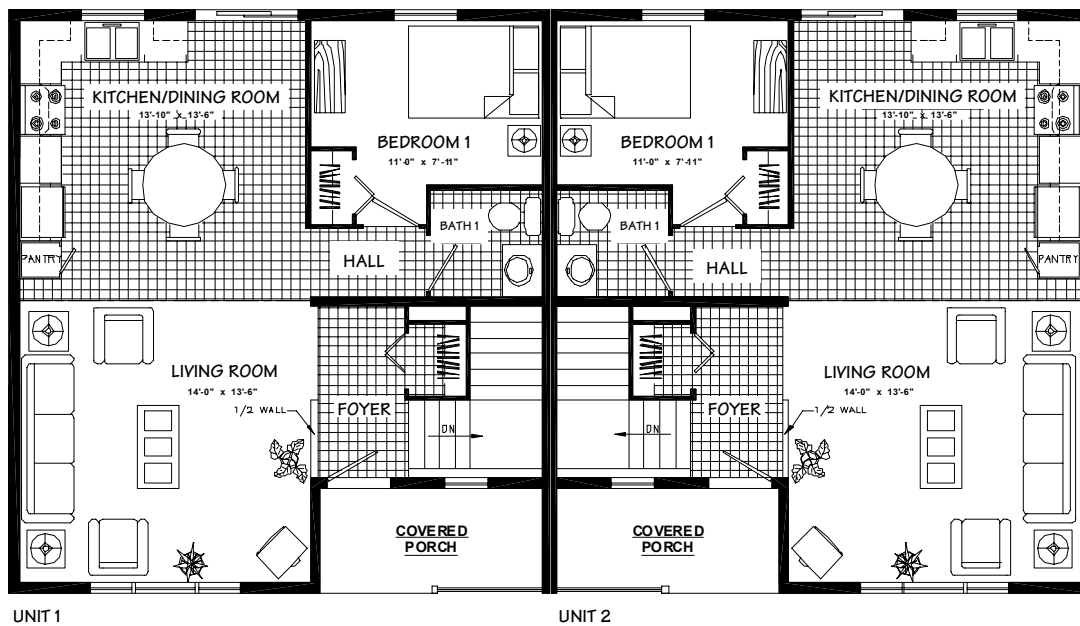 KITCHEN/DINING ROOM
13'-10" x 13'-6"
BEDROOM 1
11'-0" x 7'-11"
BATH 1
HALL
PANTRY
LIVING ROOM
14'-0" x 13'-6"
1/2 WALL
FOYER
DN
COVERED
PORCH
UNIT 1
KITCHEN/DINING ROOM
13'-10" x 13'-6"
BEDROOM 1
11'-0" x 7'-11"
BATH 1
HALL
PANTRY
LIVING ROOM
14'-0" x 13'-6"
1/2 WALL
FOYER
DN
COVERED
PORCH
UNIT 2